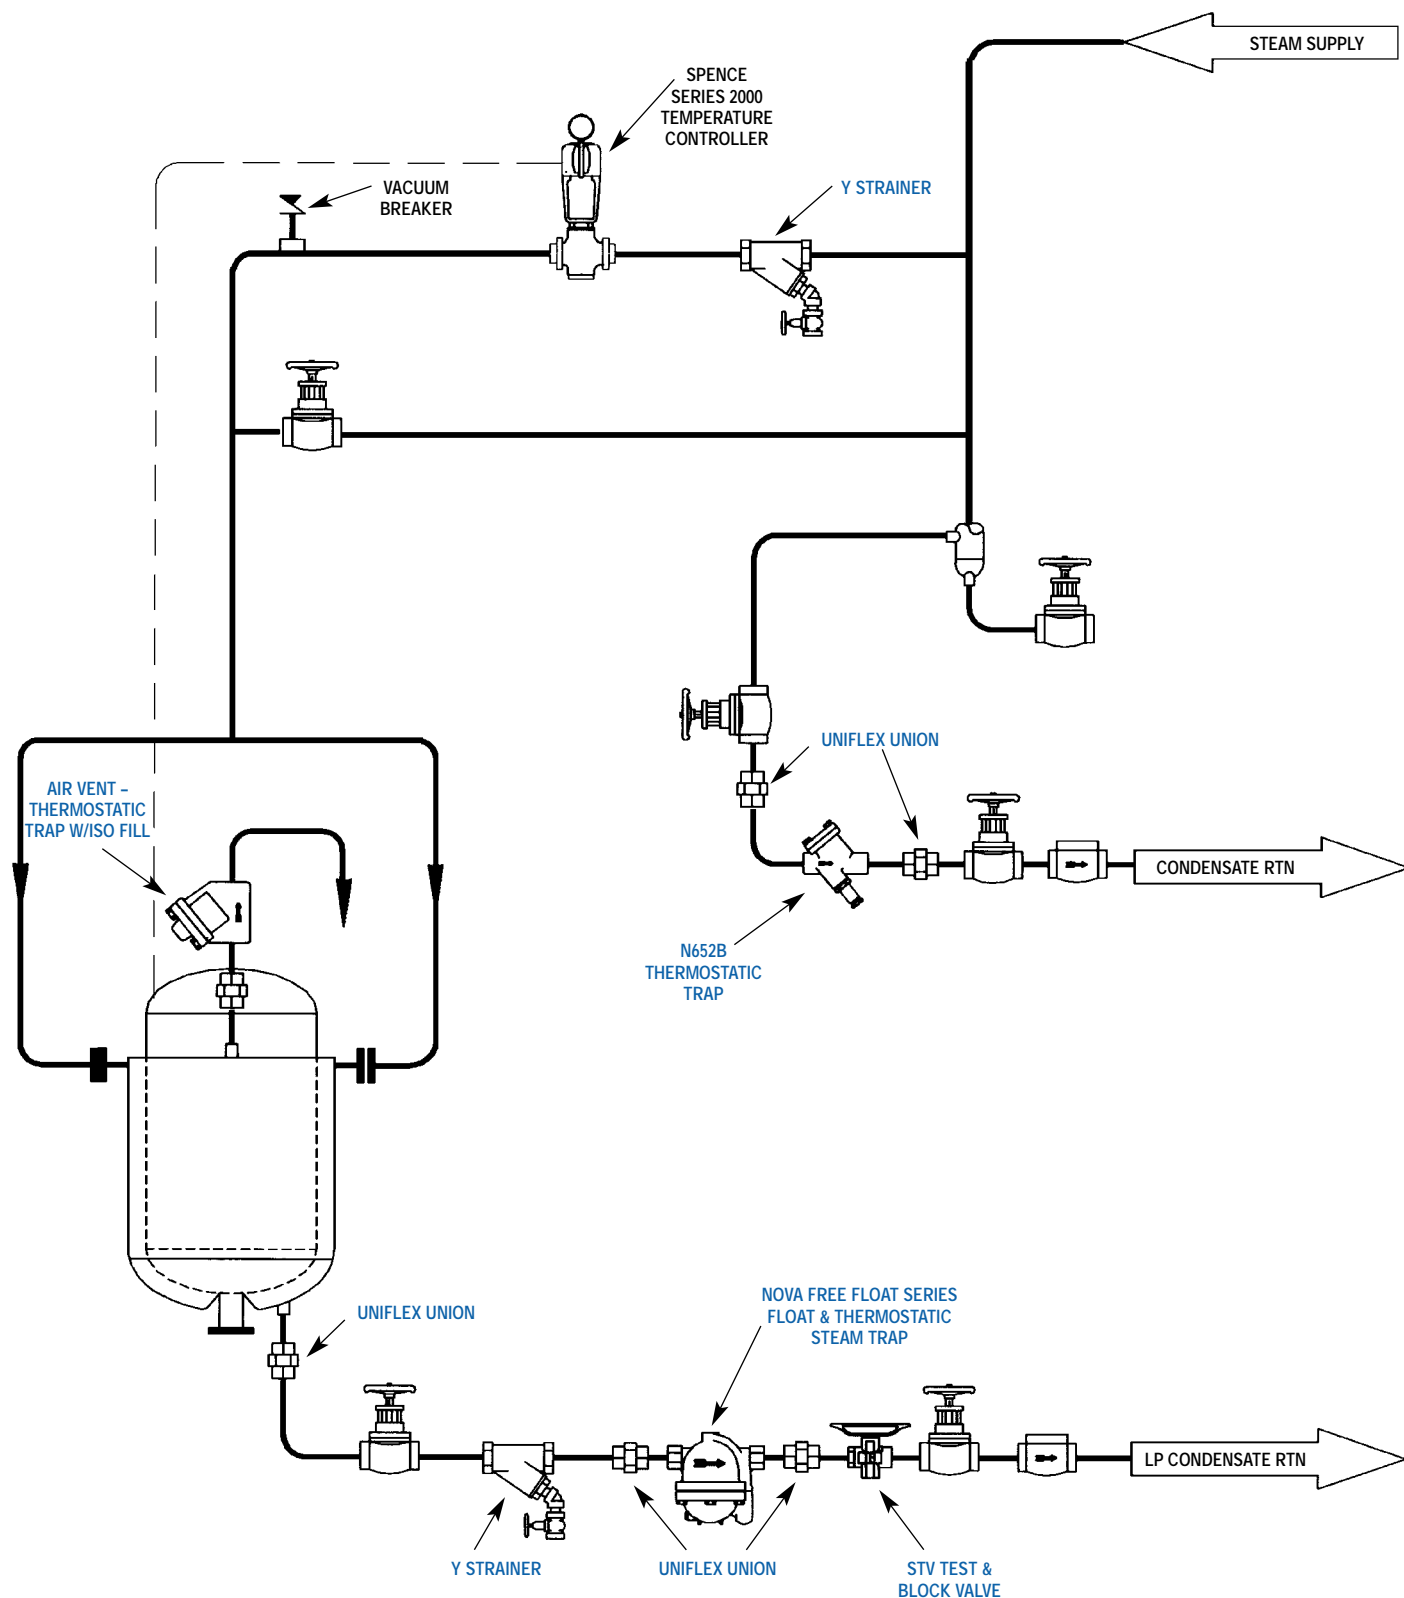 STEAM SUPPLY
SPENCE
SERIES 2000
TEMPERATURE
CONTROLLER
VACUUM
BREAKER
Y STRAINER
UNIFLEX UNION
AIR VENT –
THERMOSTATIC
TRAP W/ISO FILL
CONDENSATE RTN
N652B
THERMOSTATIC
TRAP
UNIFLEX UNION
NOVA FREE FLOAT SERIES
FLOAT & THERMOSTATIC
STEAM TRAP
LP CONDENSATE RTN
Y STRAINER
UNIFLEX UNION
STV TEST &
BLOCK VALVE